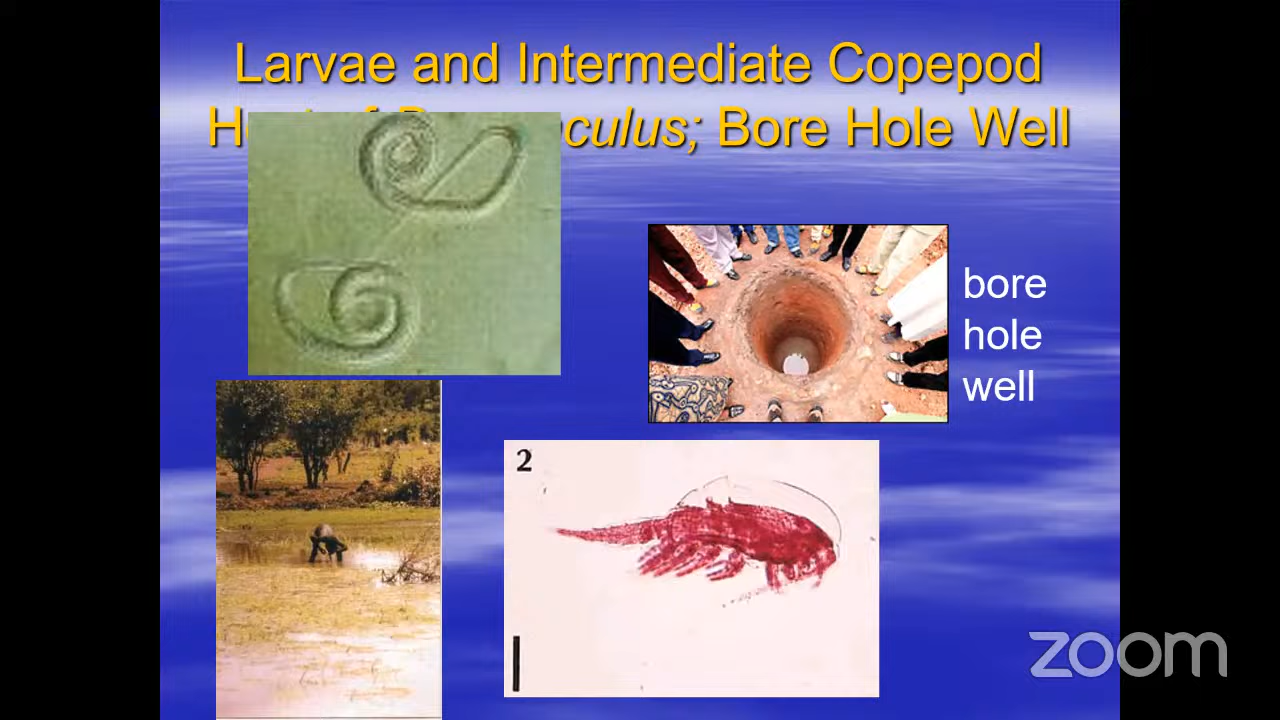 Larvae and Intermediate Copepod
culus; Bore Hole Well
bore
hole
well
2
zoom